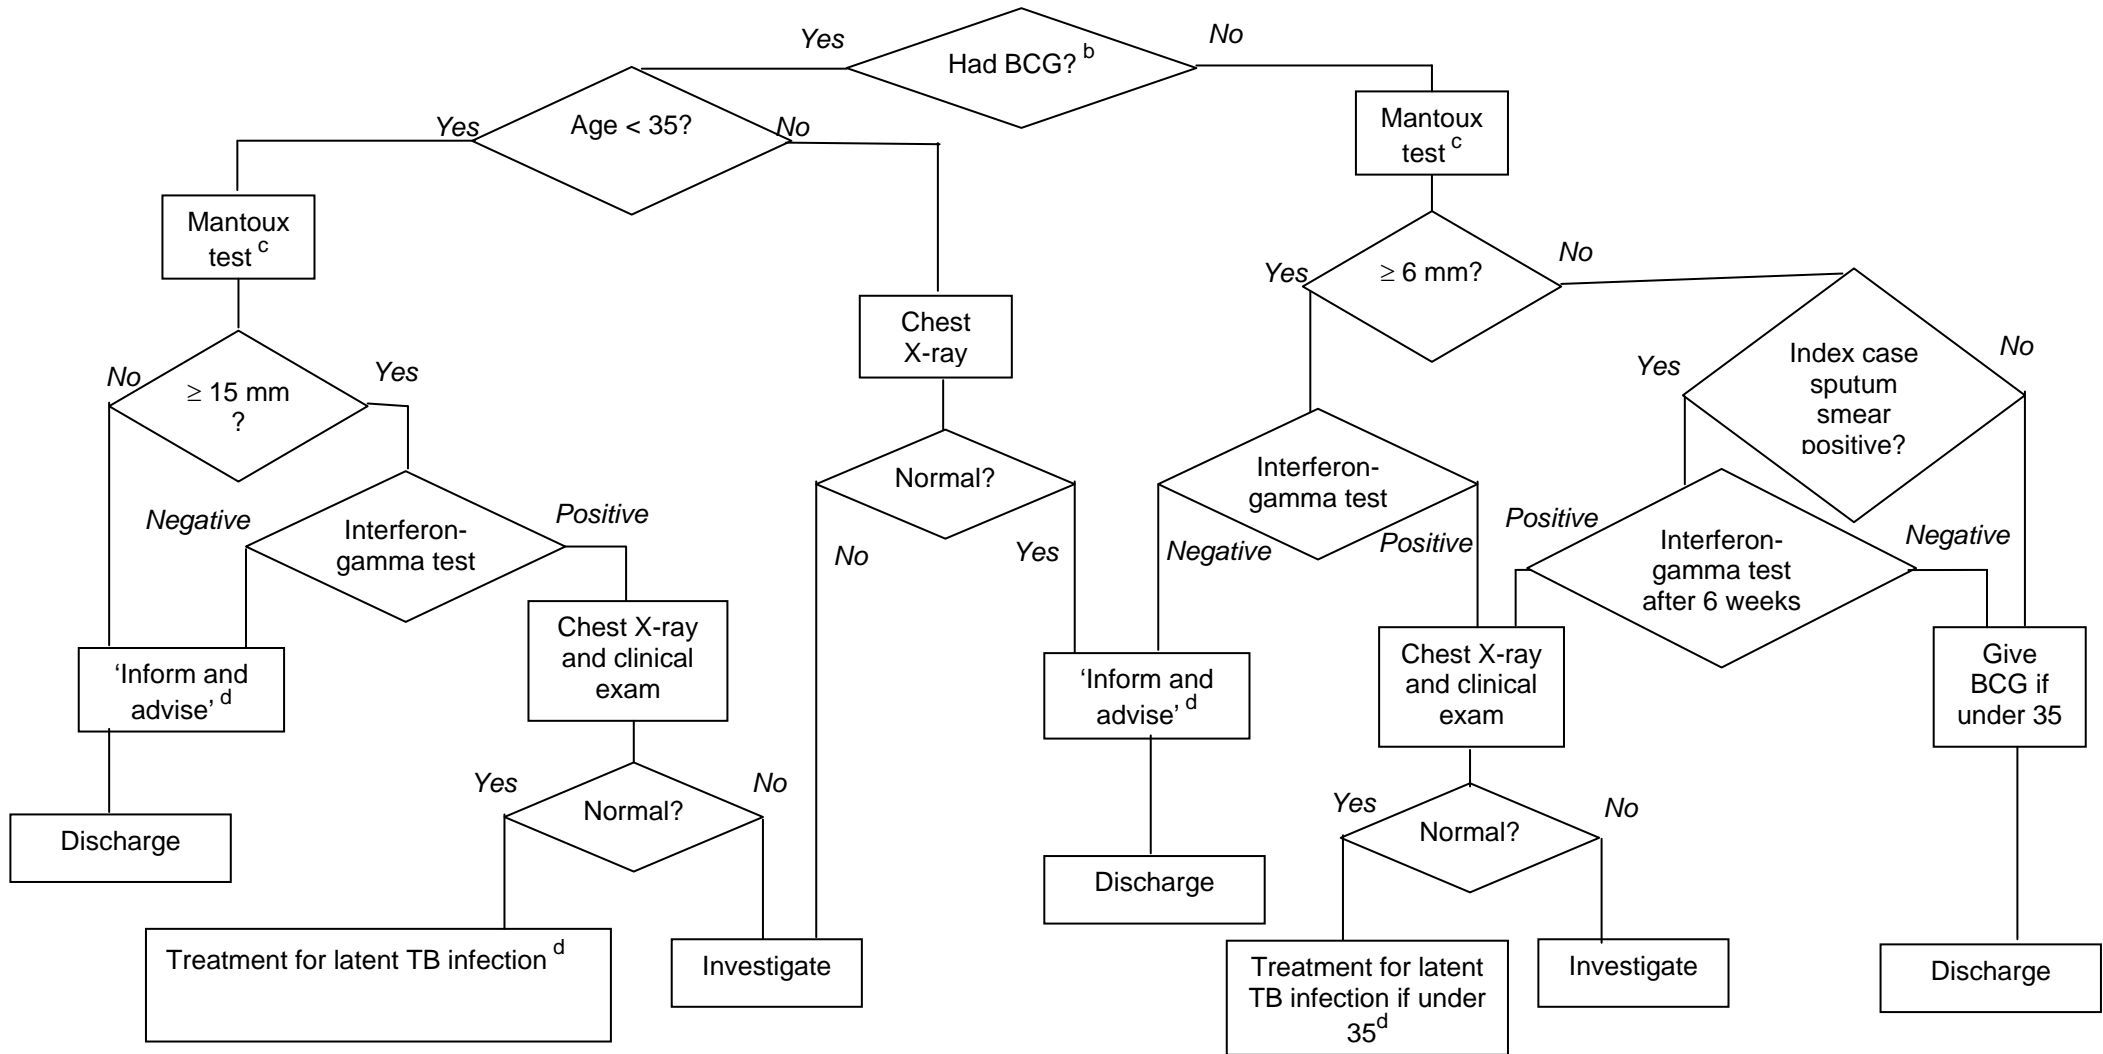 Yes
Had BCG? b
No
Yes
Age < 35?
No
Mantoux
test c
Mantoux
test c
≥ 6 mm?
Yes
No
Chest
X-ray
Index case
sputum
smear
positive?
Yes
No
≥ 15 mm
?
No
Yes
Normal?
Interferon-
gamma test
Negative
Interferon-
gamma test
Positive
No
Yes
Negative
Positive
Positive
Interferon-
gamma test
after 6 weeks
Negative
'Inform and
advise' d
Chest X-ray
and clinical
exam
'Inform and
advise' d
Chest X-ray
and clinical
exam
Give
BCG if
under 35
Yes
Normal?
No
Yes
Normal?
No
Discharge
Discharge
Treatment for latent TB infection d
Investigate
Treatment for latent
TB infection if under
35d
Investigate
Discharge